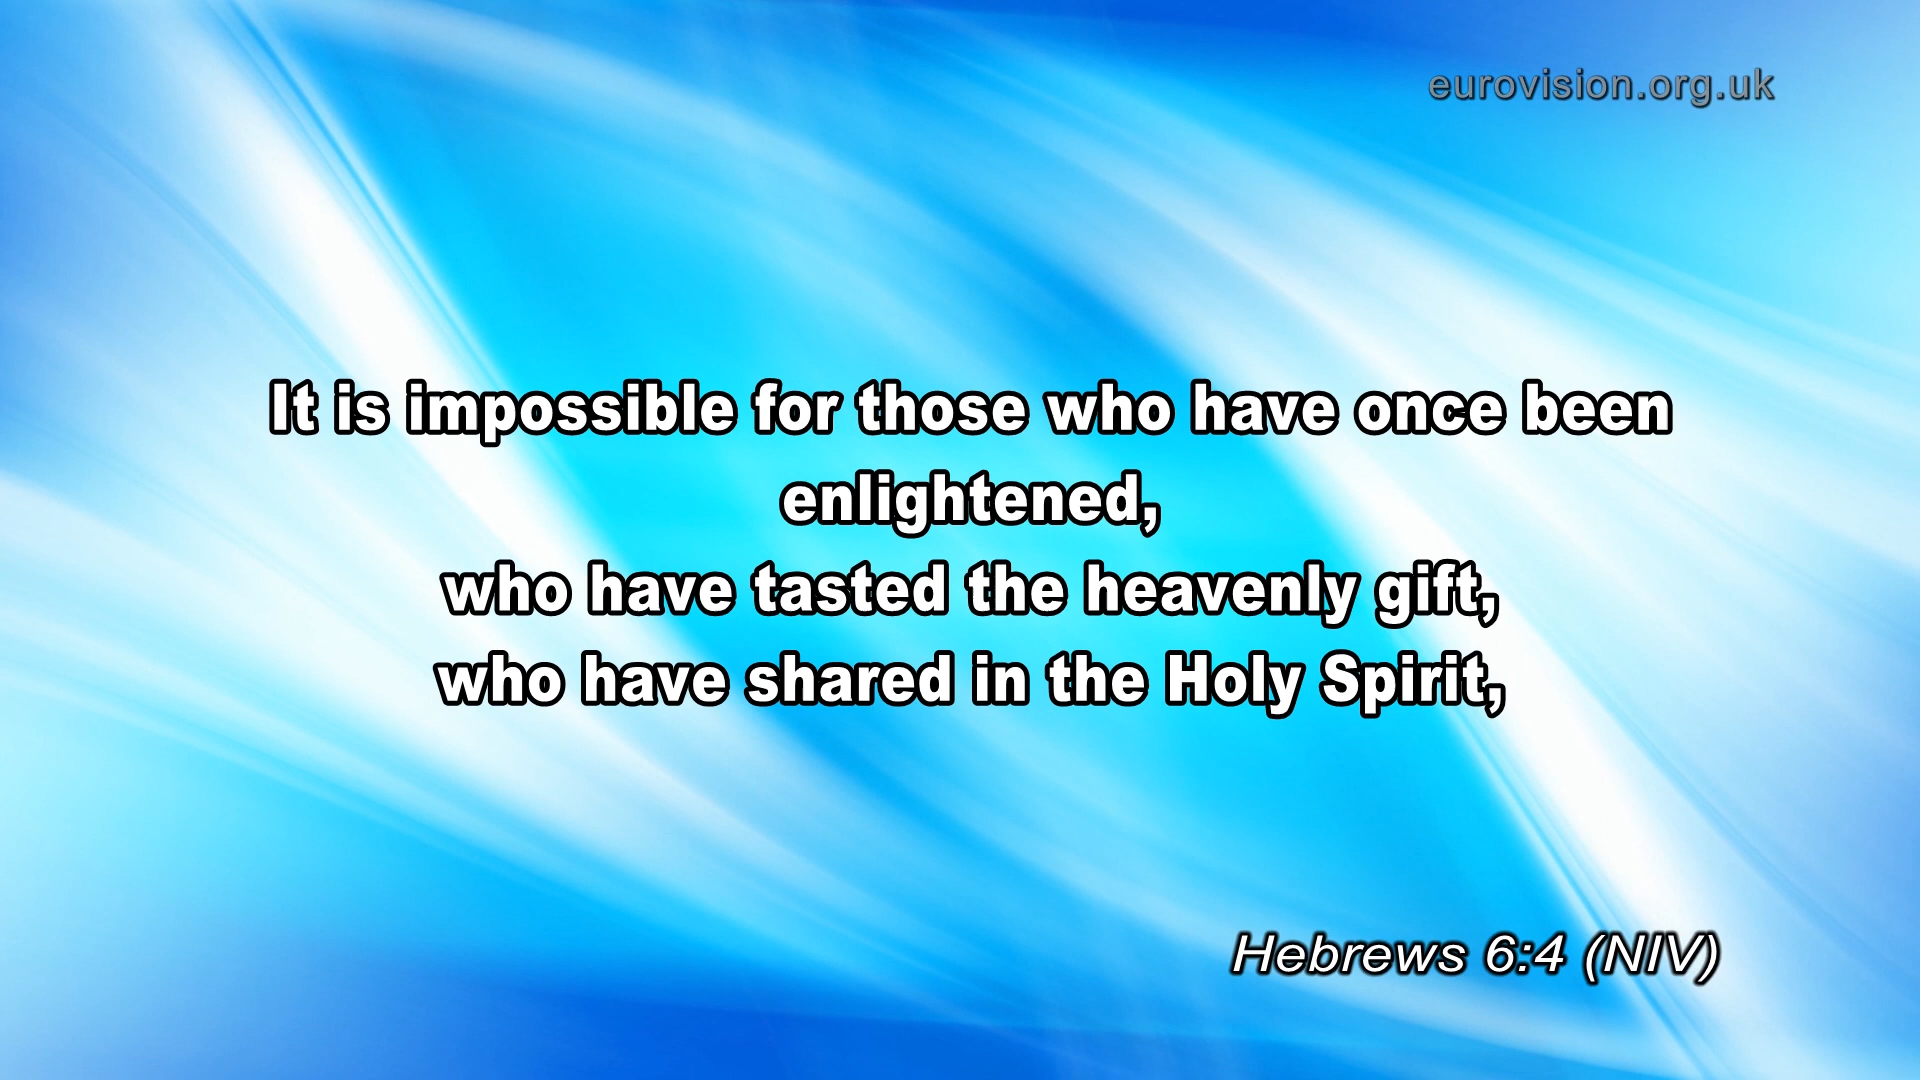 eurovision.org.uk
It is impossible for those who have once been
enlightened,
who have tasted the heavenly gift,
who have shared in the Holy Spirit,
Hebrews 6:4 (NIV)